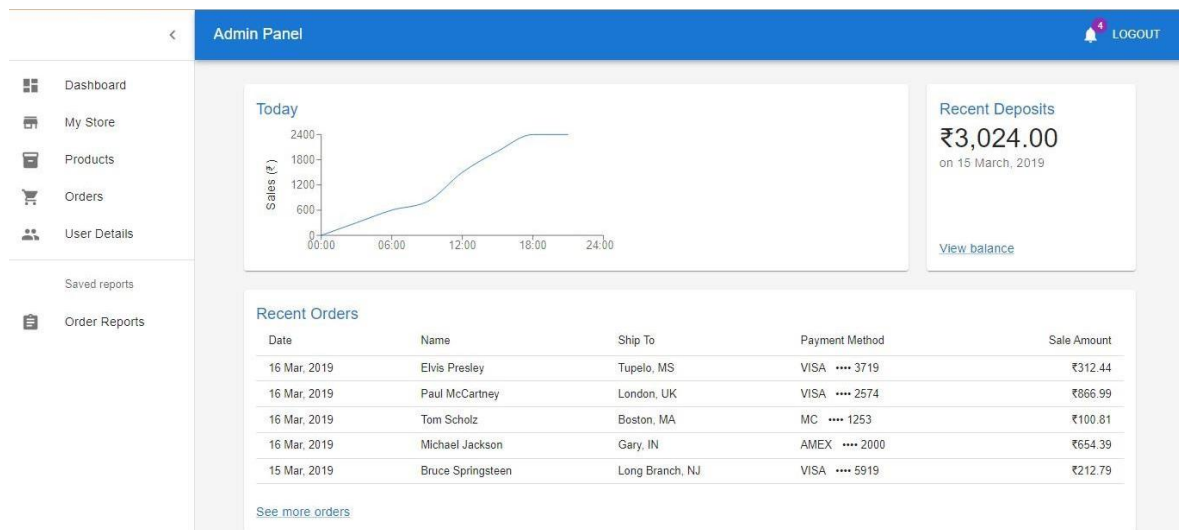 Admin Panel
4
LOGOUT
Dashboard
My Store
Products
Orders
User Details
Saved reports
Order Reports
Today
Sales (₹)
2400
1800
1200
600
0
00:00 06:00 12:00 18:00 24:00
Recent Deposits
₹3,024.00
on 15 March, 2019
View balance
Recent Orders
Date Name Ship To Payment Method Sale Amount
16 Mar, 2019 Elvis Presley Tupelo, MS VISA •••• 3719 ₹312.44
16 Mar, 2019 Paul McCartney London, UK VISA •••• 2574 ₹866.99
16 Mar, 2019 Tom Scholz Boston, MA MC •••• 1253 ₹100.81
16 Mar, 2019 Michael Jackson Gary, IN AMEX •••• 2000 ₹654.39
15 Mar, 2019 Bruce Springsteen Long Branch, NJ VISA •••• 5919 ₹212.79
See more orders